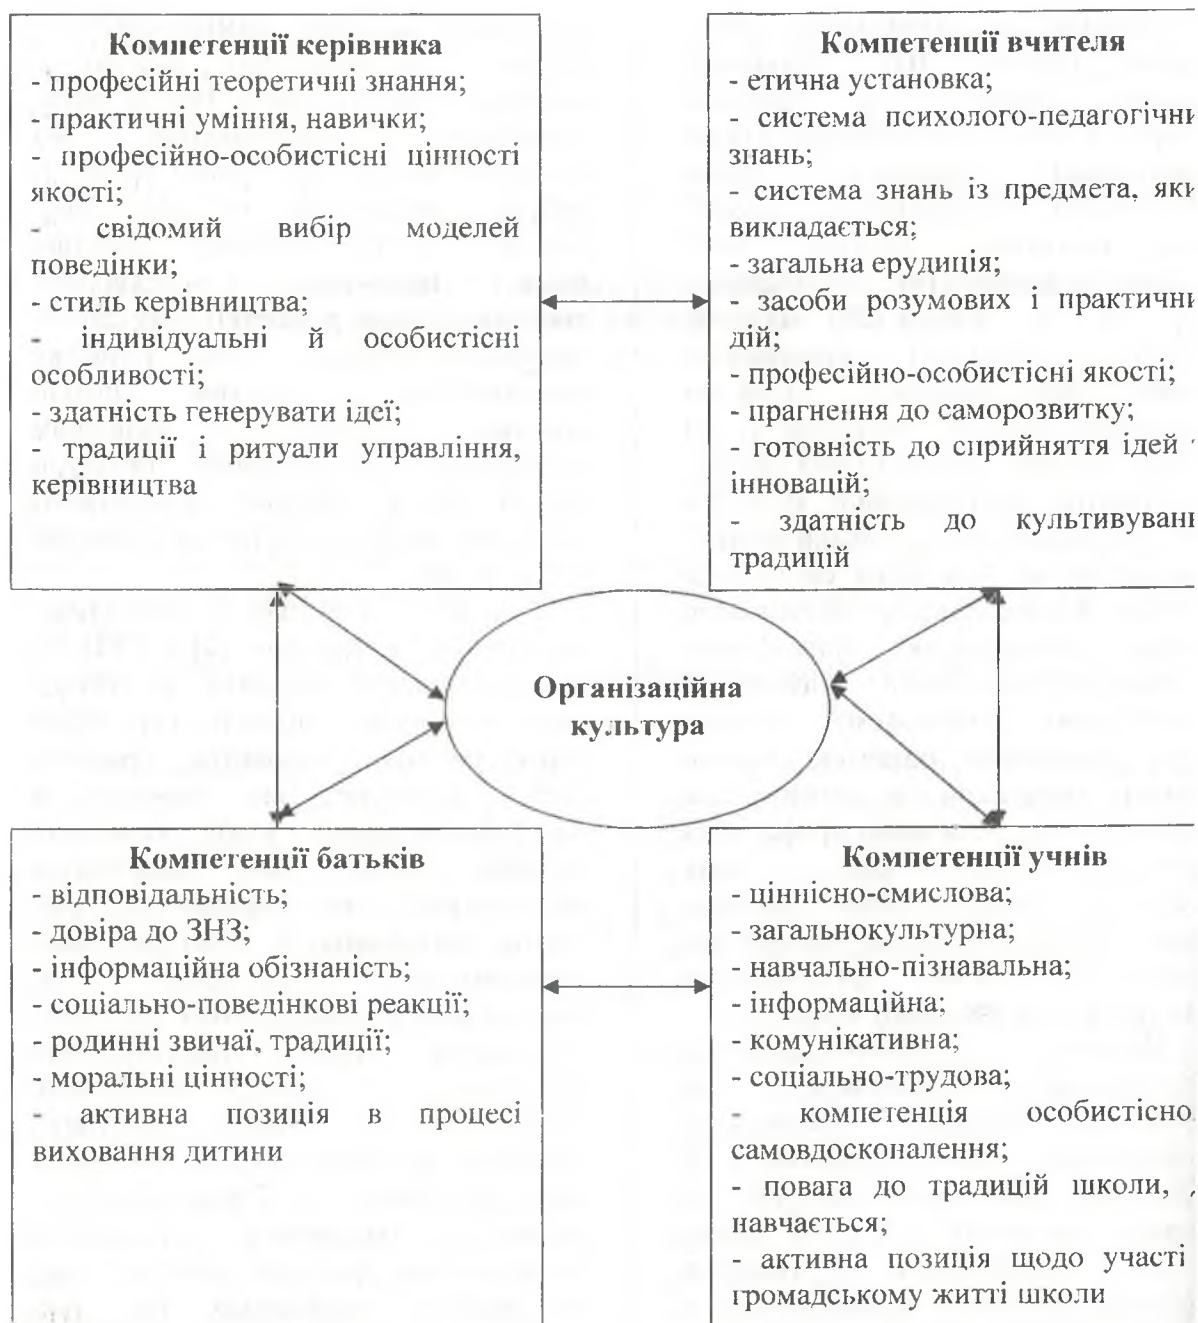 Компетенції керівника
- професійні теоретичні знання;
- практичні уміння, навички;
- професійно-особистісні цінності
якості;
- свідомий вибір моделей
поведінки;
- стиль керівництва;
- індивідуальні й особистісні
особливості;
- здатність генерувати ідеї;
- традиції і ритуали управління,
керівництва
Компетенції вчителя
- етична установка;
- система психолого-педагогічн
знань;
- система знань із предмета, як
викладається;
- загальна ерудиція;
- засоби розумових і практичн
дій;
- професійно-особистісні якості;
- прагнення до саморозвитку;
- готовність до сприйняття ідей
інновацій;
- здатність до культивуван
традицій
Організаційна
культура
Компетенції батьків
- відповідальність;
- довіра до ЗНЗ;
- інформаційна обізнаність;
- соціально-поведінкові реакції;
- родинні звичаї, традиції;
- моральні цінності;
- активна позиція в процесі
виховання дитини
Компетенції учнів
- ціннісно-смислова;
- загальнокультурна;
- навчально-пізнавальна;
- інформаційна;
- комунікативна;
- соціально-трудова;
- компетенція особистісно
самовдосконалення;
- повага до традицій школи,
навчається;
- активна позиція щодо участі
громадському житті школи